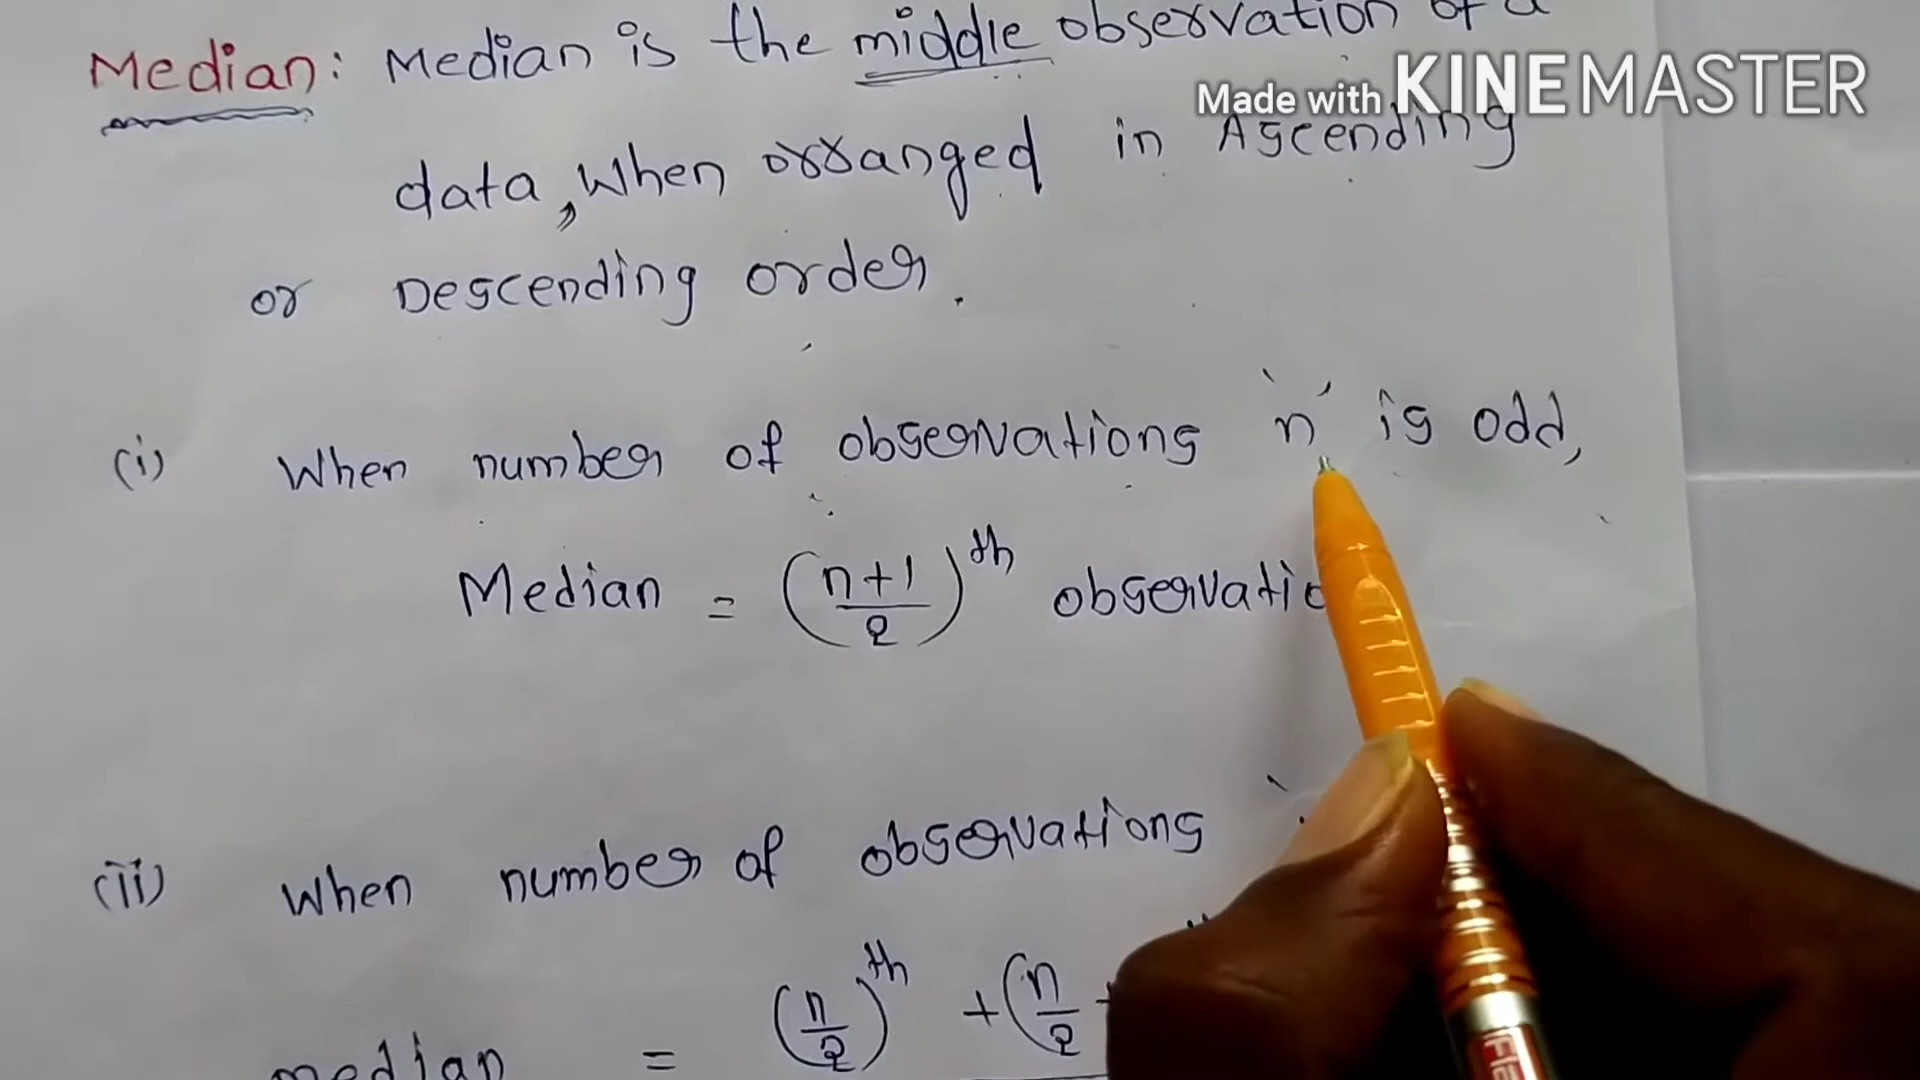 Median: Median is the middle observation of a
Made with KINEMASTER
data, when arranged in Ascending
or Descending order.
(i) When number of observations 'n' is odd,
Median = (n+1/2)th observatio
(ii) When number of observations
(n/2)th + (n/2 +
median =